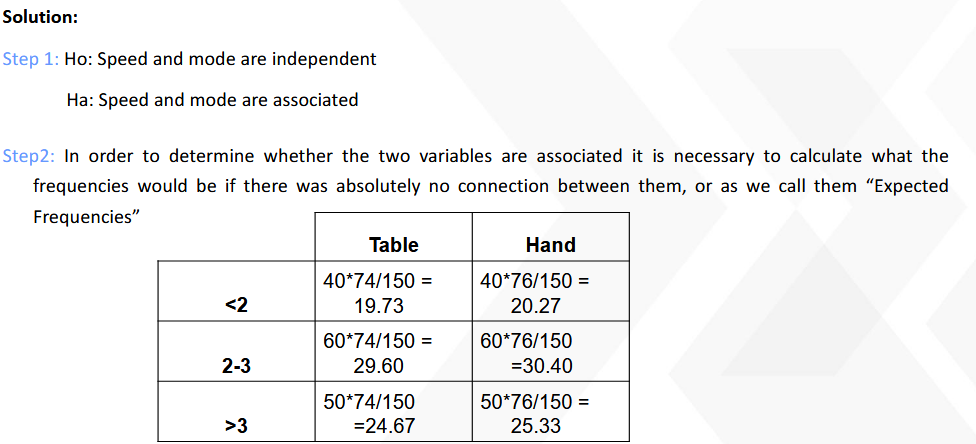 Solution:
Step 1: Ho: Speed and mode are independent
Ha: Speed and mode are associated
Step2: In order to determine whether the two variables are associated it is necessary to calculate what the
frequencies would be if there was absolutely no connection between them, or as we call them “Expected
Frequencies”
Table Hand
40*74/150 = 40*76/150 =
<2 19.73 20.27
60*74/150 = 60*76/150
2-3 29.60 =30.40
50*74/150 50*76/150 =
>3 =24.67 25.33